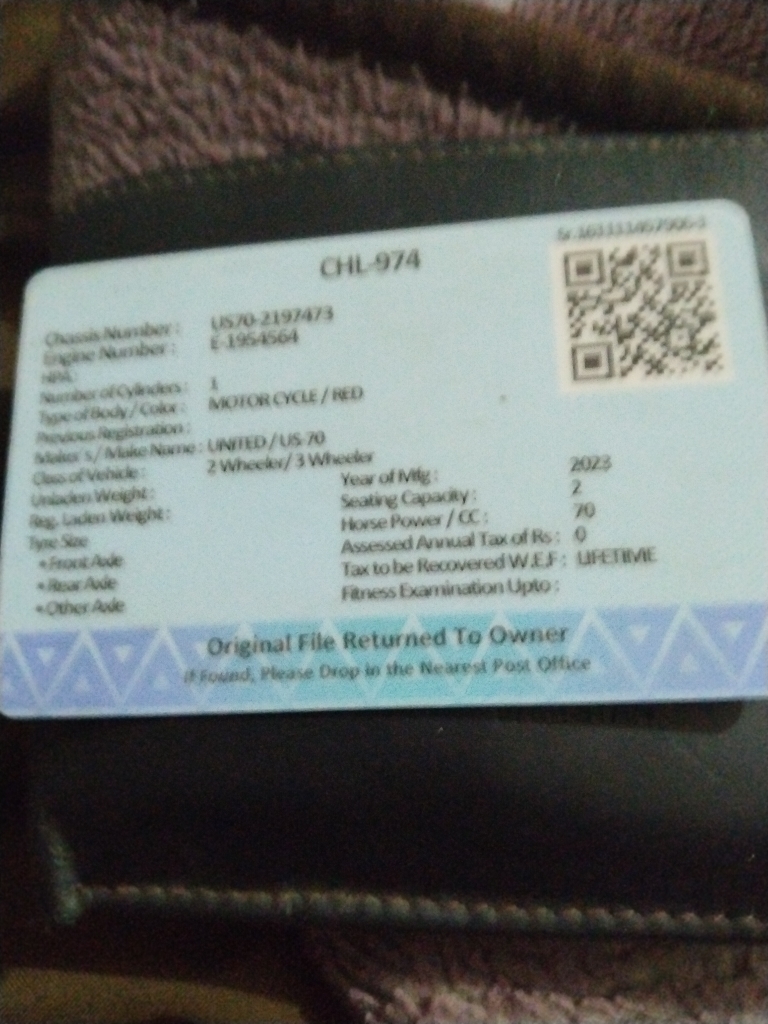 CHL-974
Chassis Number : US70-2197473
Engine Number : E-1954564
HPA:
Number of Cylinders : 1
Type of Body / Color : MOTOR CYCLE / RED
Previous Registration :
Maker's / Make Name : UNITED / US-70
Class of Vehicle : 2 Wheeler/ 3 Wheeler
Unladen Weight :
Reg. Laden Weight :
Tyre Size
• Front Axle
• Rear Axle
• Other Axle
Year of Mfg : 2023
Seating Capacity : 2
Horse Power / CC : 70
Assessed Annual Tax of Rs : 0
Tax to be Recovered W.E.F : LIFETIME
Fitness Examination Upto :
Original File Returned To Owner
If Found, Please Drop in the Nearest Post Office